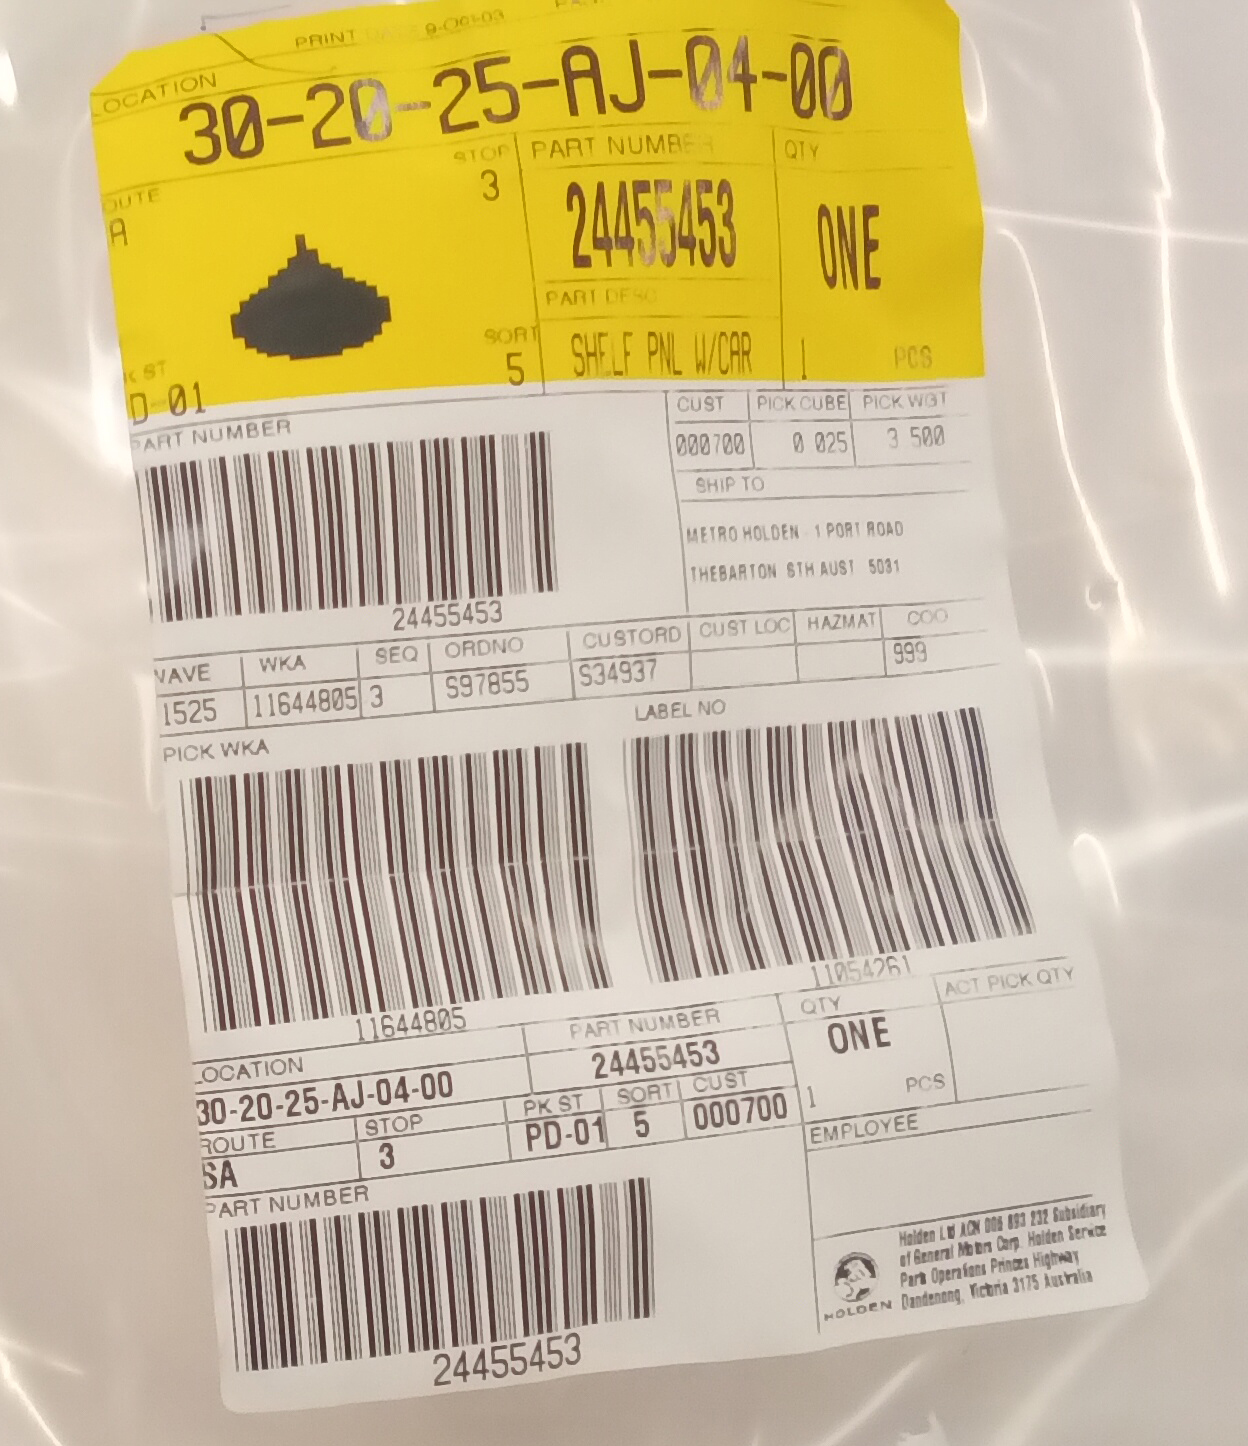 PRINT DATE 9-Oct-03
LOCATION
30-20-25-AJ-04-00
OUTE
A
STOP
3
PART NUMBER
24455453
QTY
ONE
PART DESC
SHELF PNL W/CAR
1 PCS
K ST
D-01
SORT
5
PART NUMBER
24455453
CUST PICK CUBE PICK WGT
000700 0 025 3 500
SHIP TO
METRO HOLDEN - 1 PORT ROAD
THEBARTON STH AUST 5031
WAVE WKA SEQ ORDNO CUSTORD CUST LOC HAZMAT COO
1525 11644805 3 S97855 S34937 999
PICK WKA
11644805
LABEL NO
11054261
LOCATION
30-20-25-AJ-04-00
PART NUMBER
24455453
QTY
ONE
1 PCS
ACT PICK QTY
ROUTE
SA
STOP
3
PK ST
PD-01
SORT
5
CUST
000700
EMPLOYEE
PART NUMBER
24455453
HOLDEN
Holden Ltd ACN 006 893 232 Subsidiary
of General Motors Corp. Holden Service
Parts Operations Princes Highway
Dandenong, Victoria 3175 Australia